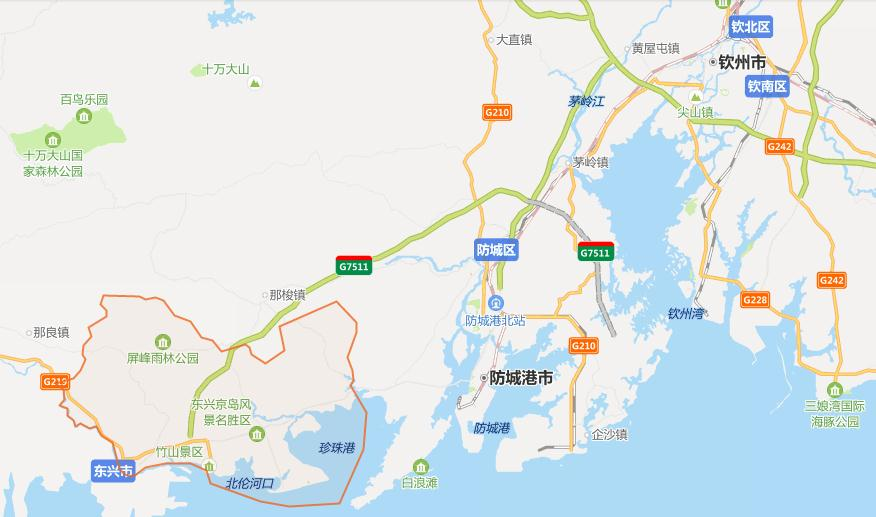 钦北区
大直镇
黄屋屯镇
钦州市
十万大山
钦南区
百鸟乐园
茅岭江
G210
尖山镇
G242
十万大山国
家森林公园
茅岭镇
防城区
G7511
G7511
G242
那梭镇
G228
防城港北站
钦州湾
那良镇
屏峰雨林公园
G210
G219
防城港市
东兴京岛风
景名胜区
三娘湾国际
海豚公园
防城港
企沙镇
珍珠港
竹山景区
东兴市
北伦河口
白浪滩